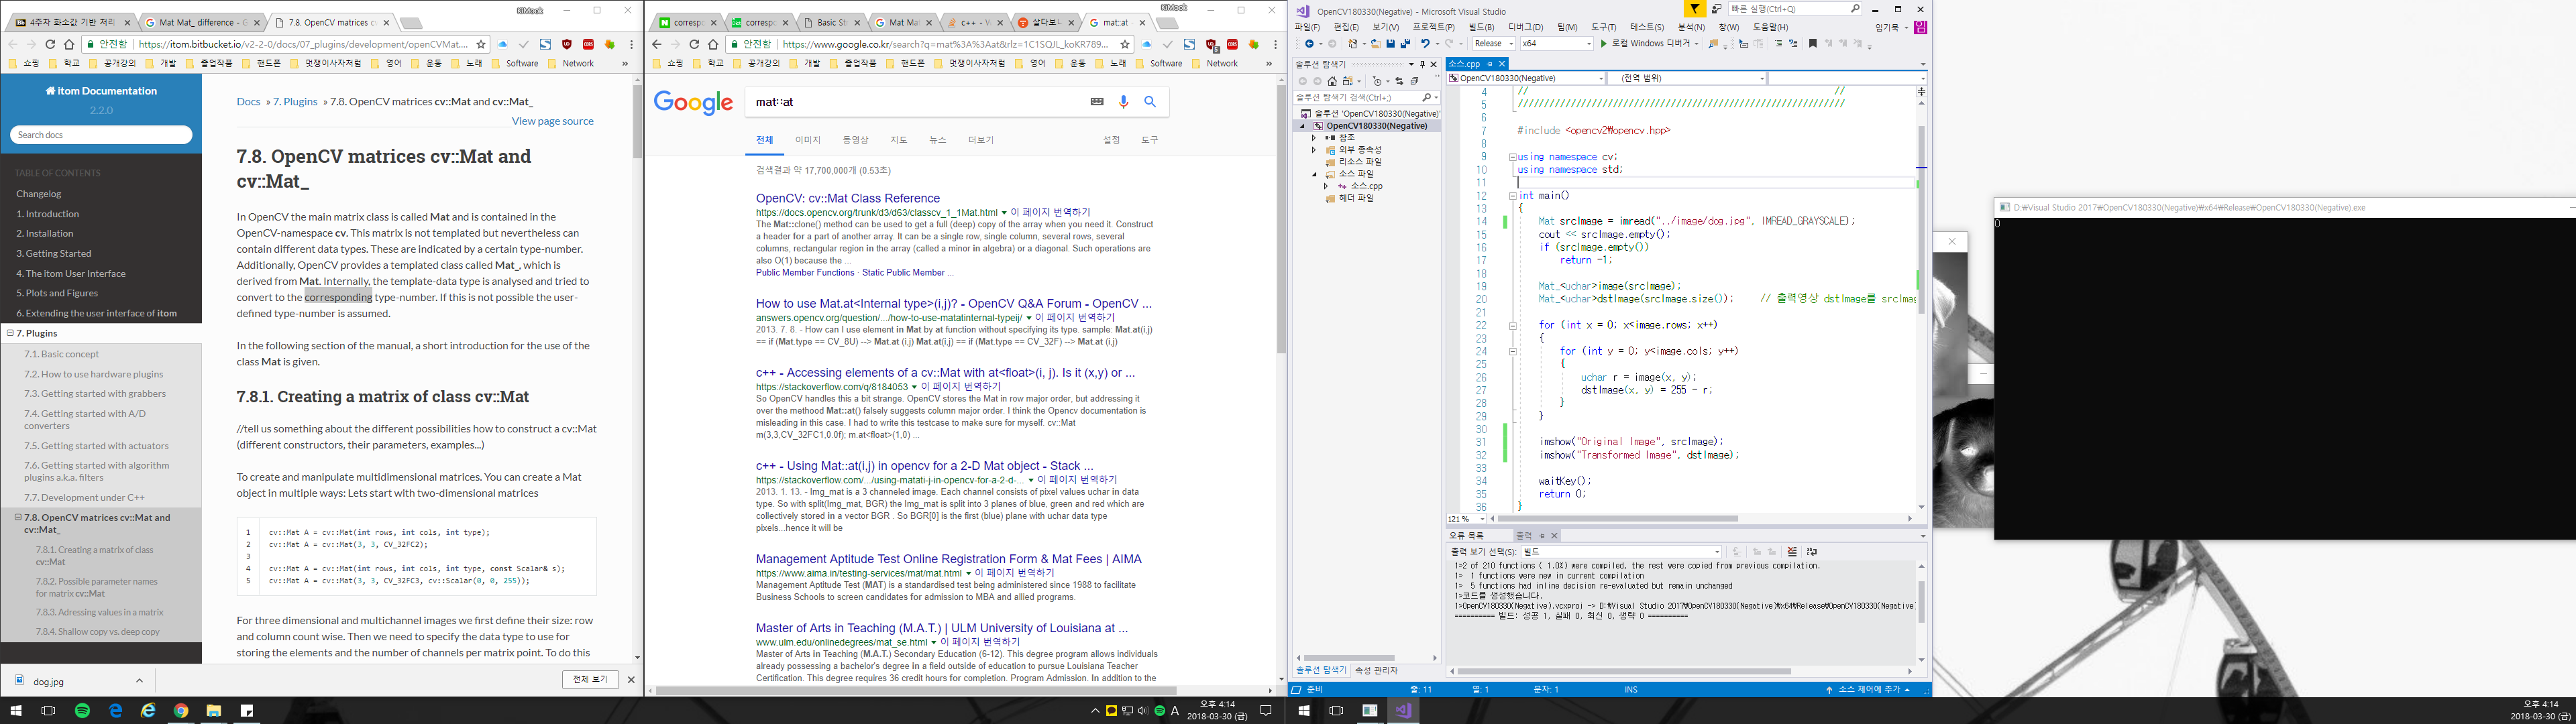 4주차 화소값 기반 처리
Mat Mat_ difference - G
7.8. OpenCV matrices cv
KiMook
안전함 | https://itom.bitbucket.io/v2-2-0/docs/07_plugins/development/openCVMat....
쇼핑 학교 공개강의 개발 졸업작품 핸드폰 멋쟁이사자처럼 영어 운동 노래 Software Network »
itom Documentation
2.2.0
Search docs
TABLE OF CONTENTS
Changelog
1. Introduction
2. Installation
3. Getting Started
4. The itom User Interface
5. Plots and Figures
6. Extending the user interface of itom
7. Plugins
7.1. Basic concept
7.2. How to use hardware plugins
7.3. Getting started with grabbers
7.4. Getting started with A/D
converters
7.5. Getting started with actuators
7.6. Getting started with algorithm
plugins a.k.a. filters
7.7. Development under C++
7.8. OpenCV matrices cv::Mat and
cv::Mat_
7.8.1. Creating a matrix of class
cv::Mat
7.8.2. Possible parameter names
for matrix cv::Mat
7.8.3. Adressing values in a matrix
7.8.4. Shallow copy vs. deep copy
Docs » 7. Plugins » 7.8. OpenCV matrices cv::Mat and cv::Mat_
View page source
7.8. OpenCV matrices cv::Mat and
cv::Mat_
In OpenCV the main matrix class is called Mat and is contained in the
OpenCV-namespace cv. This matrix is not templated but nevertheless can
contain different data types. These are indicated by a certain type-number.
Additionally, OpenCV provides a templated class called Mat_, which is
derived from Mat. Internally, the template-data type is analysed and tried to
convert to the corresponding type-number. If this is not possible the user-
defined type-number is assumed.
In the following section of the manual, a short introduction for the use of the
class Mat is given.
7.8.1. Creating a matrix of class cv::Mat
//tell us something about the different possibilities how to construct a cv::Mat
(different constructors, their parameters, examples...)
To create and manipulate multidimensional matrices. You can create a Mat
object in multiple ways: Lets start with two-dimensional matrices
1 cv::Mat A = cv::Mat(int rows, int cols, int type);
2 cv::Mat A = cv::Mat(3, 3, CV_32FC2);
3
4 cv::Mat A = cv::Mat(int rows, int cols, int type, const Scalar& s);
5 cv::Mat A = cv::Mat(3, 3, CV_32FC3, cv::Scalar(0, 0, 255));
For three dimensional and multichannel images we first define their size: row
and column count wise. Then we need to specify the data type to use for
storing the elements and the number of channels per matrix point. To do this
dog.jpg
전체 보기
corresp
corresp
Basic St
Mat Mat
c++ - V
살다보니
mat::at -
KiMook
안전함 | https://www.google.co.kr/search?q=mat%3A%3Aat&rlz=1C1SQJL_koKR789...
쇼핑 학교 공개강의 개발 졸업작품 핸드폰 멋쟁이사자처럼 영어 운동 노래 Software Network »
Google
mat::at
전체 이미지 동영상 지도 뉴스 더보기 설정 도구
검색결과 약 17,700,000개 (0.53초)
OpenCV: cv::Mat Class Reference
https://docs.opencv.org/trunk/d3/d63/classcv_1_1Mat.html ▼ 이 페이지 번역하기
The Mat::clone() method can be used to get a full (deep) copy of the array when you need it. Construct
a header for a part of another array. It can be a single row, single column, several rows, several
columns, rectangular region in the array (called a minor in algebra) or a diagonal. Such operations are
also O(1) because the ...
Public Member Functions · Static Public Member ...
How to use Mat.at<Internal type>(i,j)? - OpenCV Q&A Forum - OpenCV ...
answers.opencv.org/question/.../how-to-use-matatinternal-typeij/ ▼ 이 페이지 번역하기
2013. 7. 8. - How can I use element in Mat by at function without specifying its type. sample: Mat.at(i,j)
== if (Mat.type == CV_8U) --> Mat.at (i,j) Mat.at(i,j) == if (Mat.type == CV_32F) --> Mat.at (i,j)
c++ - Accessing elements of a cv::Mat with at<float>(i, j). Is it (x,y) or ...
https://stackoverflow.com/q/8184053 ▼ 이 페이지 번역하기
So OpenCV handles this a bit strange. OpenCV stores the Mat in row major order, but addressing it
over the methood Mat::at() falsely suggests column major order. I think the Opencv documentation is
misleading in this case. I had to write this testcase to make sure for myself. cv::Mat
m(3,3,CV_32FC1,0.0f); m.at<float>(1,0) ...
c++ - Using Mat::at(i,j) in opencv for a 2-D Mat object - Stack ...
https://stackoverflow.com/.../using-matati-j-in-opencv-for-a-2-d-... ▼ 이 페이지 번역하기
2013. 1. 13. - Img_mat is a 3 channeled image. Each channel consists of pixel values uchar in data
type. So with split(Img_mat, BGR) the Img_mat is split into 3 planes of blue, green and red which are
collectively stored in a vector BGR . So BGR[0] is the first (blue) plane with uchar data type
pixels...hence it will be
Management Aptitude Test Online Registration Form & Mat Fees | AIMA
https://www.aima.in/testing-services/mat/mat.html ▼ 이 페이지 번역하기
Management Aptitude Test (MAT) is a standardised test being administered since 1988 to facilitate
Business Schools to screen candidates for admission to MBA and allied programs.
Master of Arts in Teaching (M.A.T.) | ULM University of Louisiana at ...
www.ulm.edu/onlinedegrees/mat_se.html ▼ 이 페이지 번역하기
Master of Arts in Teaching (M.A.T.) Secondary Education (6-12). This degree program allows individuals
already possessing a bachelor's degree in a field outside of education to pursue Louisiana Teacher
Certification. This degree requires 36 credit hours for completion. Program Admission. In addition to the
A
오후 4:14
2018-03-30 (금)
OpenCV180330(Negative) - Microsoft Visual Studio
빠른 실행(Ctrl+Q)
파일(F) 편집(E) 보기(V) 프로젝트(P) 빌드(B) 디버그(D) 팀(M) 도구(T) 테스트(S) 분석(N) 창(W) 도움말(H)
임기묵
Release x64 로컬 Windows 디버거
솔루션 탐색기
솔루션 탐색기 검색(Ctrl+;)
솔루션 'OpenCV180330(Negative)'
OpenCV180330(Negative)
참조
외부 종속성
리소스 파일
소스 파일
소스.cpp
헤더 파일
솔루션 탐색기 속성 관리자
소스.cpp
OpenCV180330(Negative) (전역 범위)
4 // //
5 //////////////////////////////////////////////////////////////
6
7 #include <opencv2₩opencv.hpp>
8
9 using namespace cv;
10 using namespace std;
11
12 int main()
13 {
14 Mat srcImage = imread("../image/dog.jpg", IMREAD_GRAYSCALE);
15 cout << srcImage.empty();
16 if (srcImage.empty())
17 return -1;
18
19 Mat_<uchar>image(srcImage);
20 Mat_<uchar>dstImage(srcImage.size()); // 출력영상 dstImage를 srcImag
21
22 for (int x = 0; x<image.rows; x++)
23 {
24 for (int y = 0; y<image.cols; y++)
25 {
26 uchar r = image(x, y);
27 dstImage(x, y) = 255 - r;
28 }
29 }
30
31 imshow("Original Image", srcImage);
32 imshow("Transformed Image", dstImage);
33
34 waitKey();
35 return 0;
36 }
121 %
오류 목록 출력
출력 보기 선택(S): 빌드
1>2 of 210 functions ( 1.0%) were compiled, the rest were copied from previous compilation.
1> 1 functions were new in current compilation
1> 5 functions had inline decision re-evaluated but remain unchanged
1>코드를 생성했습니다.
1>OpenCV180330(Negative).vcxproj -> D:₩Visual Studio 2017₩OpenCV180330(Negative)₩x64₩Release₩OpenCV180330(Negative)
========== 빌드: 성공 1, 실패 0, 최신 0, 생략 0 ==========
준비 줄: 11 열: 1 문자: 1 INS 소스 제어에 추가
D:₩Visual Studio 2017₩OpenCV180330(Negative)₩x64₩Release₩OpenCV180330(Negative).exe
0
오후 4:14
2018-03-30 (금)